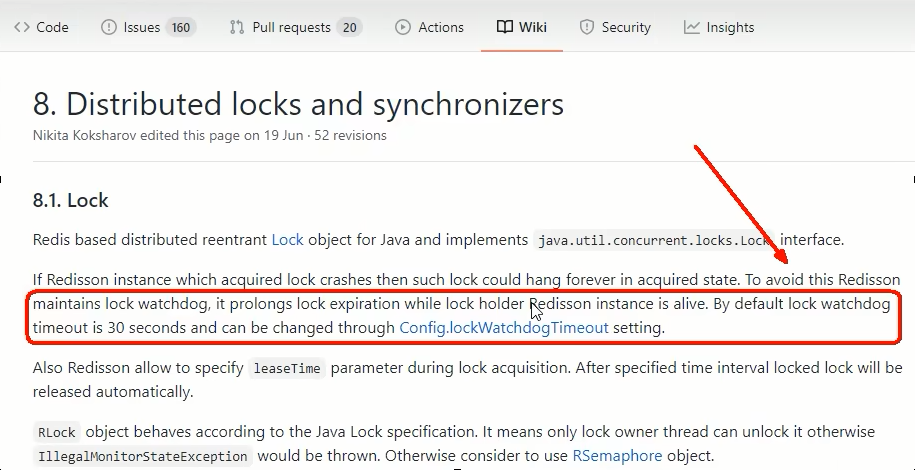 Code Issues 160 Pull requests 20 Actions Wiki Security Insights
8. Distributed locks and synchronizers
Nikita Koksharov edited this page on 19 Jun · 52 revisions
8.1. Lock
Redis based distributed reentrant Lock object for Java and implements java.util.concurrent.locks.Lock interface.
If Redisson instance which acquired lock crashes then such lock could hang forever in acquired state. To avoid this Redisson
maintains lock watchdog, it prolongs lock expiration while lock holder Redisson instance is alive. By default lock watchdog
timeout is 30 seconds and can be changed through Config.lockWatchdogTimeout setting.
Also Redisson allow to specify leaseTime parameter during lock acquisition. After specified time interval locked lock will be
released automatically.
RLock object behaves according to the Java Lock specification. It means only lock owner thread can unlock it otherwise
IllegalMonitorStateException would be thrown. Otherwise consider to use RSemaphore object.